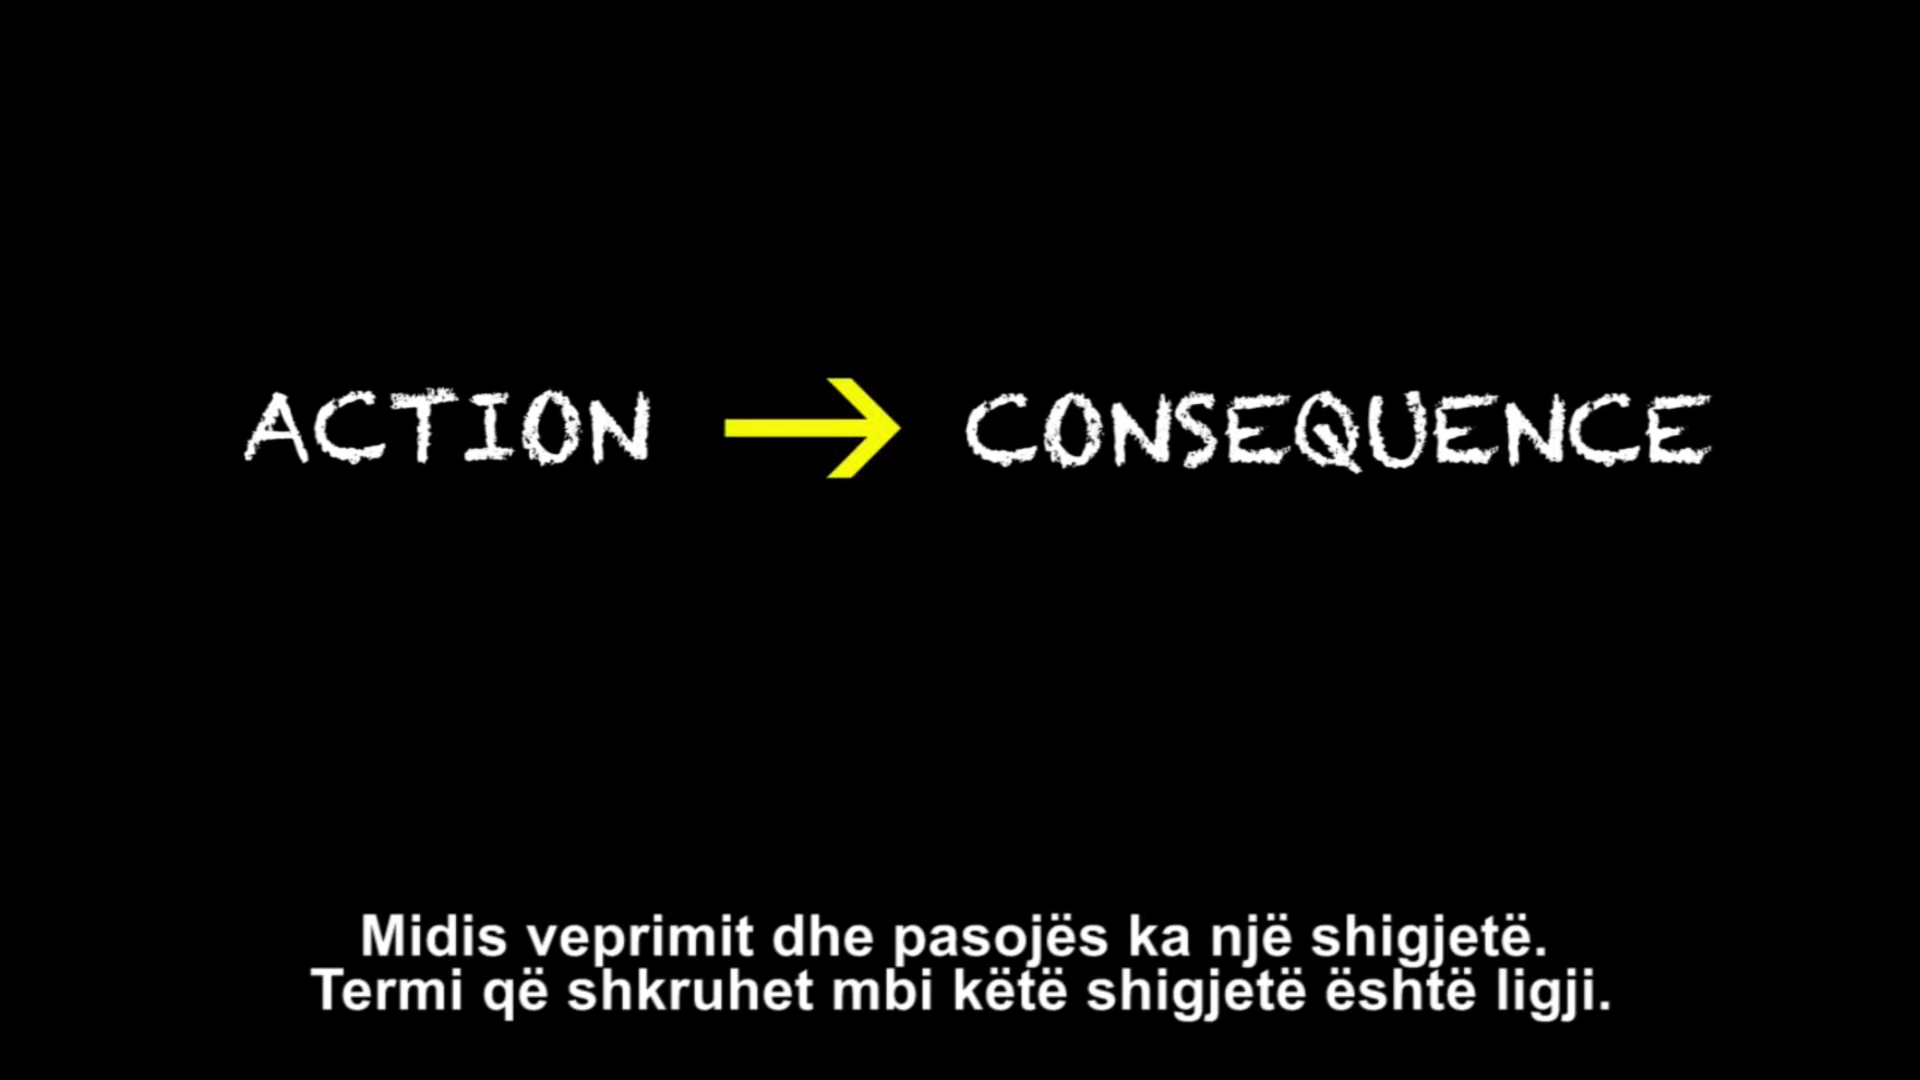 ACTION → CONSEQUENCE
Midis veprimit dhe pasojës ka një shigjetë.
Termi që shkruhet mbi këtë shigjetë është ligji.